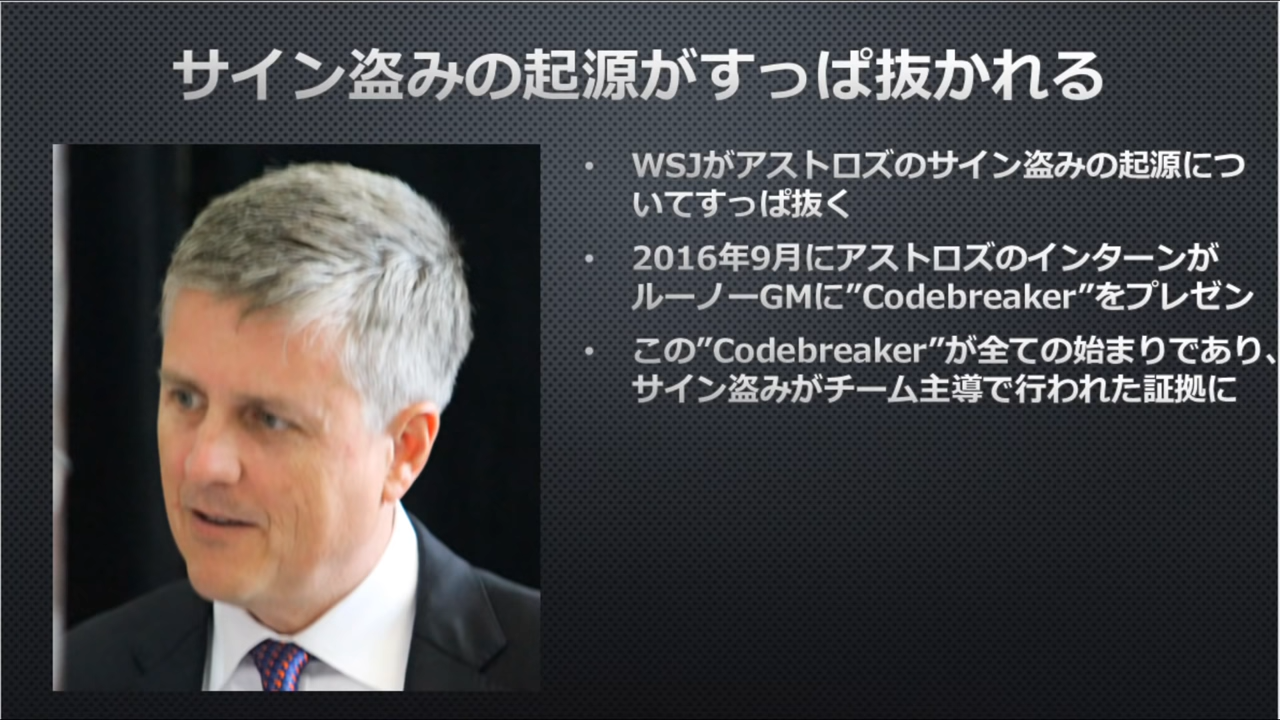 サイン盗みの起源がすっぱ抜かれる
• WSJがアストロズのサイン盗みの起源につ
いてすっぱ抜く
• 2016年9月にアストロズのインターンが
ルーノーGMに”Codebreaker”をプレゼン
• この”Codebreaker”が全ての始まりであり、
サイン盗みがチーム主導で行われた証拠に